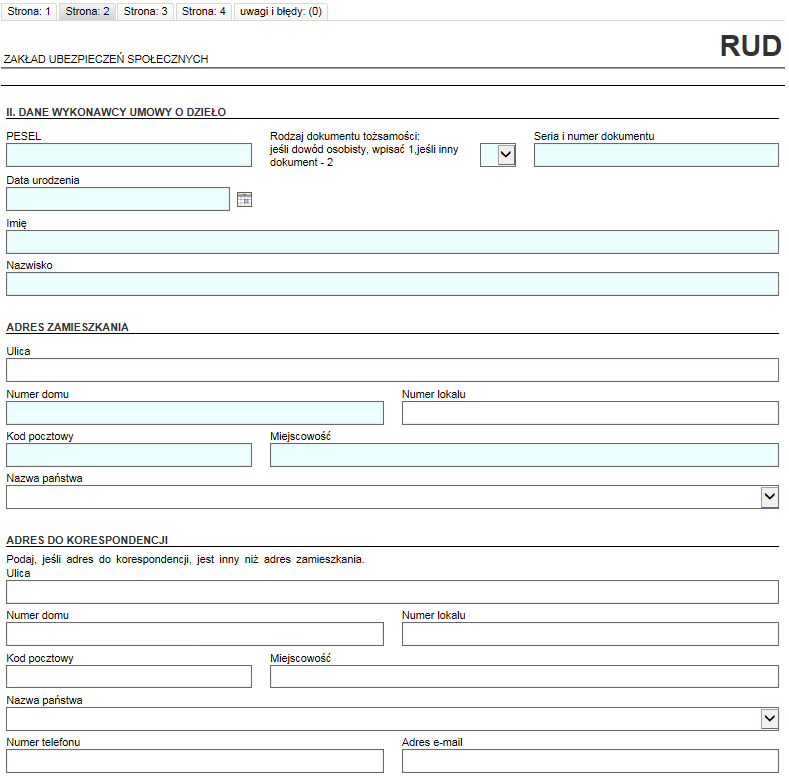 Strona: 1 Strona: 2 Strona: 3 Strona: 4 uwagi i błędy: (0)
RUD
ZAKŁAD UBEZPIECZEŃ SPOŁECZNYCH
II. DANE WYKONAWCY UMOWY O DZIEŁO
PESEL
Rodzaj dokumentu tożsamości:
jeśli dowód osobisty, wpisać 1,jeśli inny
dokument - 2
Seria i numer dokumentu
Data urodzenia
Imię
Nazwisko
ADRES ZAMIESZKANIA
Ulica
Numer domu Numer lokalu
Kod pocztowy Miejscowość
Nazwa państwa
ADRES DO KORESPONDENCJI
Podaj, jeśli adres do korespondencji, jest inny niż adres zamieszkania.
Ulica
Numer domu Numer lokalu
Kod pocztowy Miejscowość
Nazwa państwa
Numer telefonu Adres e-mail